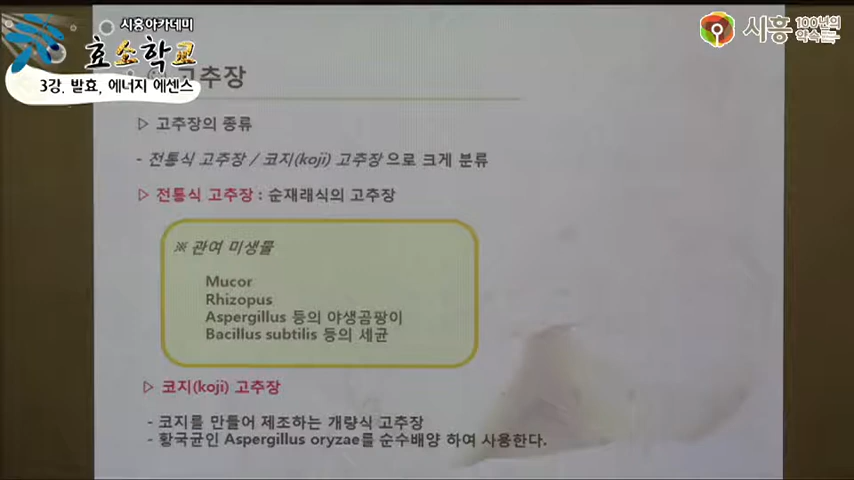 시흥아카데미
효소학교
3강. 발효, 에너지 에센스
시흥 100년의 약속
고추장
▷ 고추장의 종류
- 전통식 고추장 / 코지(koji) 고추장으로 크게 분류
▷ 전통식 고추장 : 순재래식의 고추장
※ 관여 미생물
Mucor
Rhizopus
Aspergillus 등의 야생곰팡이
Bacillus subtilis 등의 세균
▷ 코지(koji) 고추장
- 코지를 만들어 제조하는 개량식 고추장
- 황국균인 Aspergillus oryzae를 순수배양 하여 사용한다.